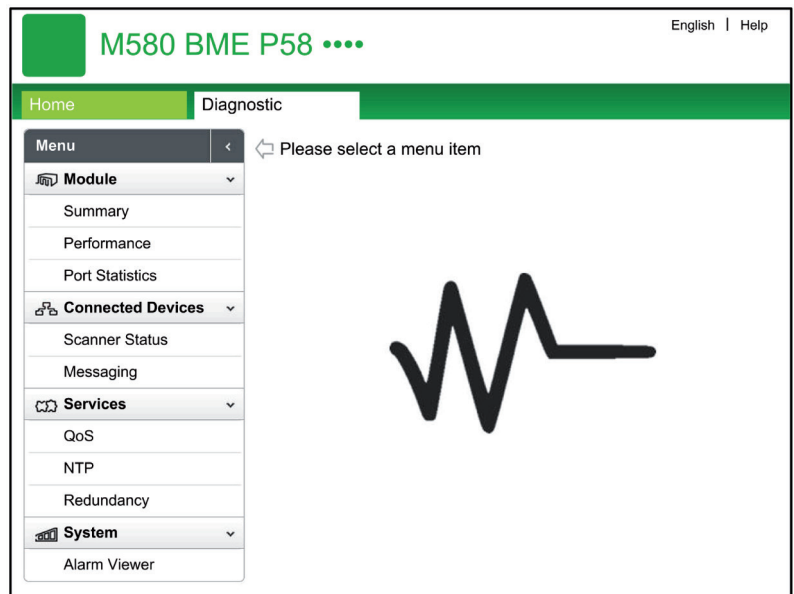 M580 BME P58 ••••
English | Help
Home
Diagnostic
Menu
Please select a menu item
Module
Summary
Performance
Port Statistics
Connected Devices
Scanner Status
Messaging
Services
QoS
NTP
Redundancy
System
Alarm Viewer